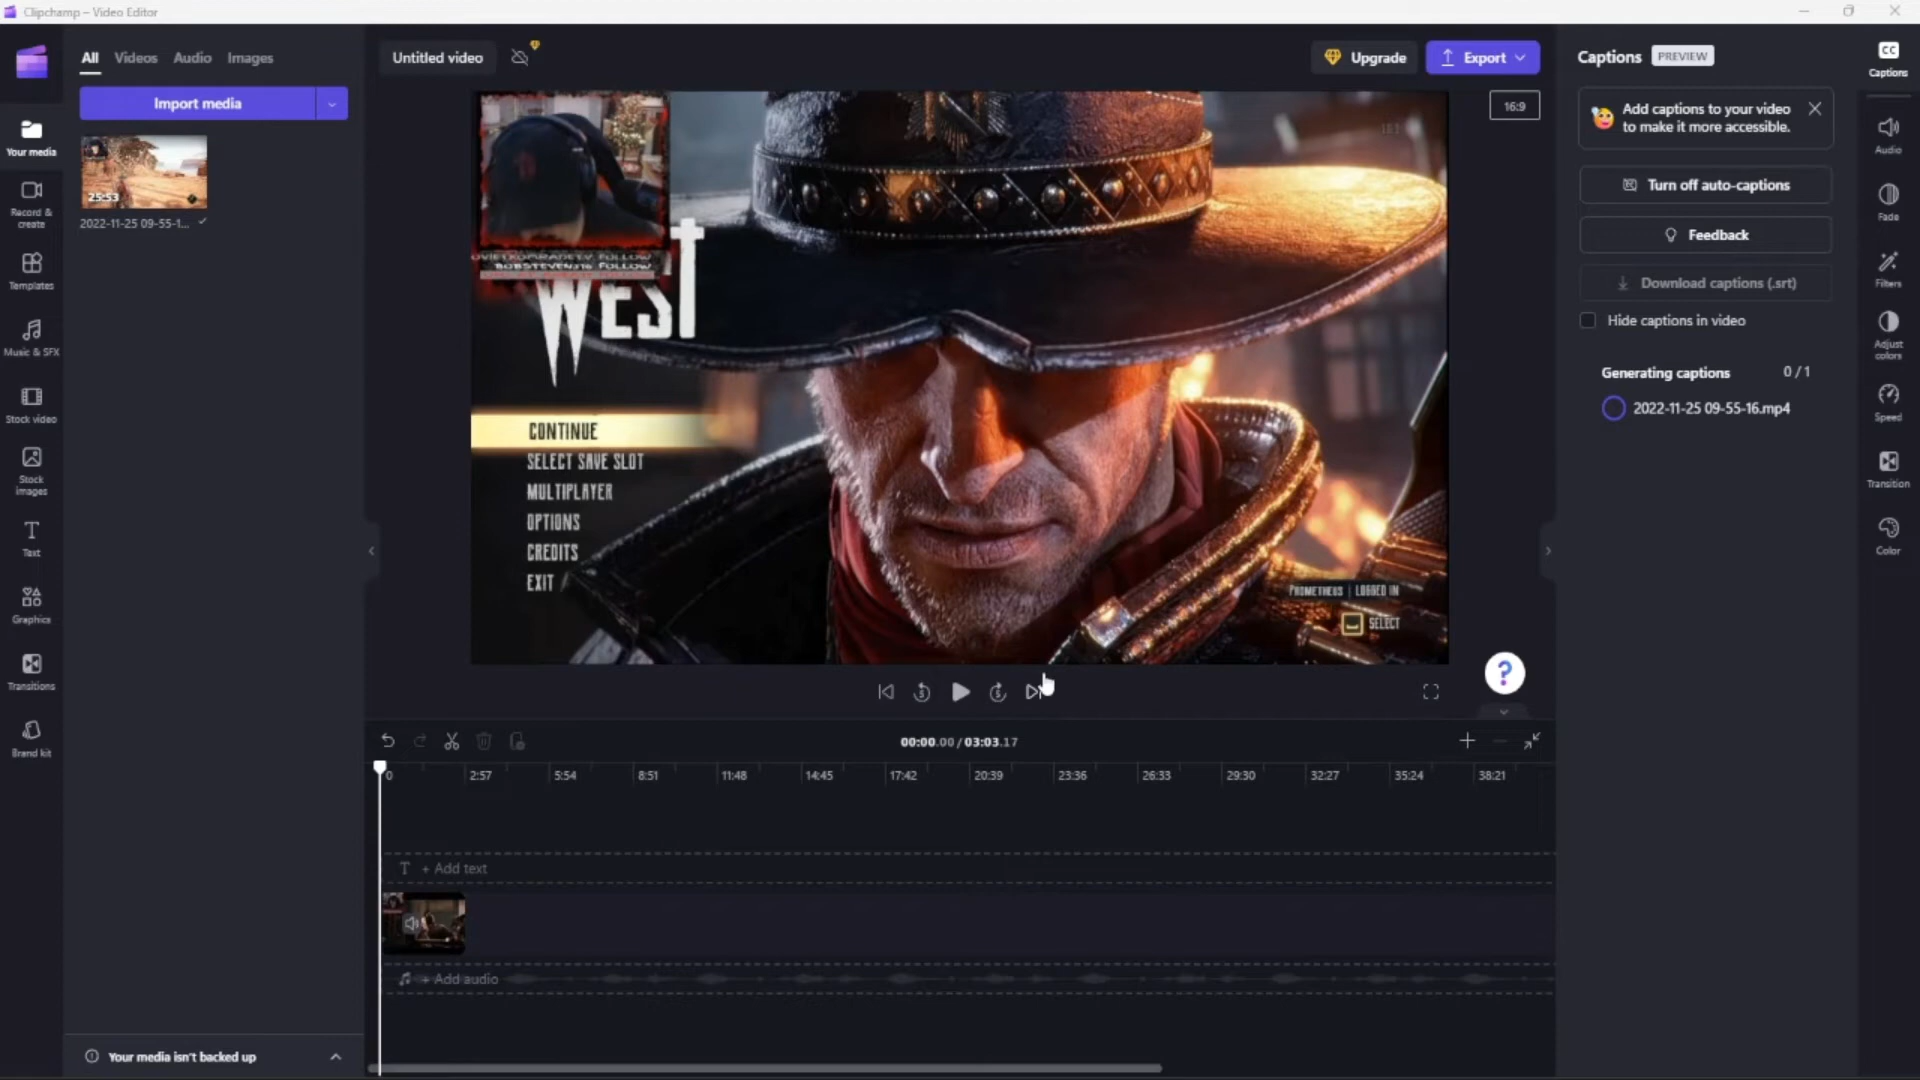 Clipchamp – Video Editor
All
Videos
Audio
Images
Import media
25:53
2022-11-25 09-55-1...
Your media
Record & create
Templates
Music & SFX
Stock video
Stock images
Text
Graphics
Transitions
Brand kit
Your media isn't backed up
Untitled video
Upgrade
Export
16:9
WEST
CONTINUE
SELECT SAVE SLOT
MULTIPLAYER
OPTIONS
CREDITS
EXIT
PROMETHEUS | LOGGED IN
SELECT
?
00:00.00 / 03:03.17
0
2:57
5:54
8:51
11:48
14:45
17:42
20:39
23:36
26:33
29:30
32:27
35:24
38:21
T + Add text
+ Add audio
Captions PREVIEW
Add captions to your video
to make it more accessible.
Turn off auto-captions
Feedback
Download captions (.srt)
Hide captions in video
Generating captions 0 / 1
2022-11-25 09-55-16.mp4
CC
Captions
Audio
Fade
Filters
Adjust colors
Speed
Transition
Color